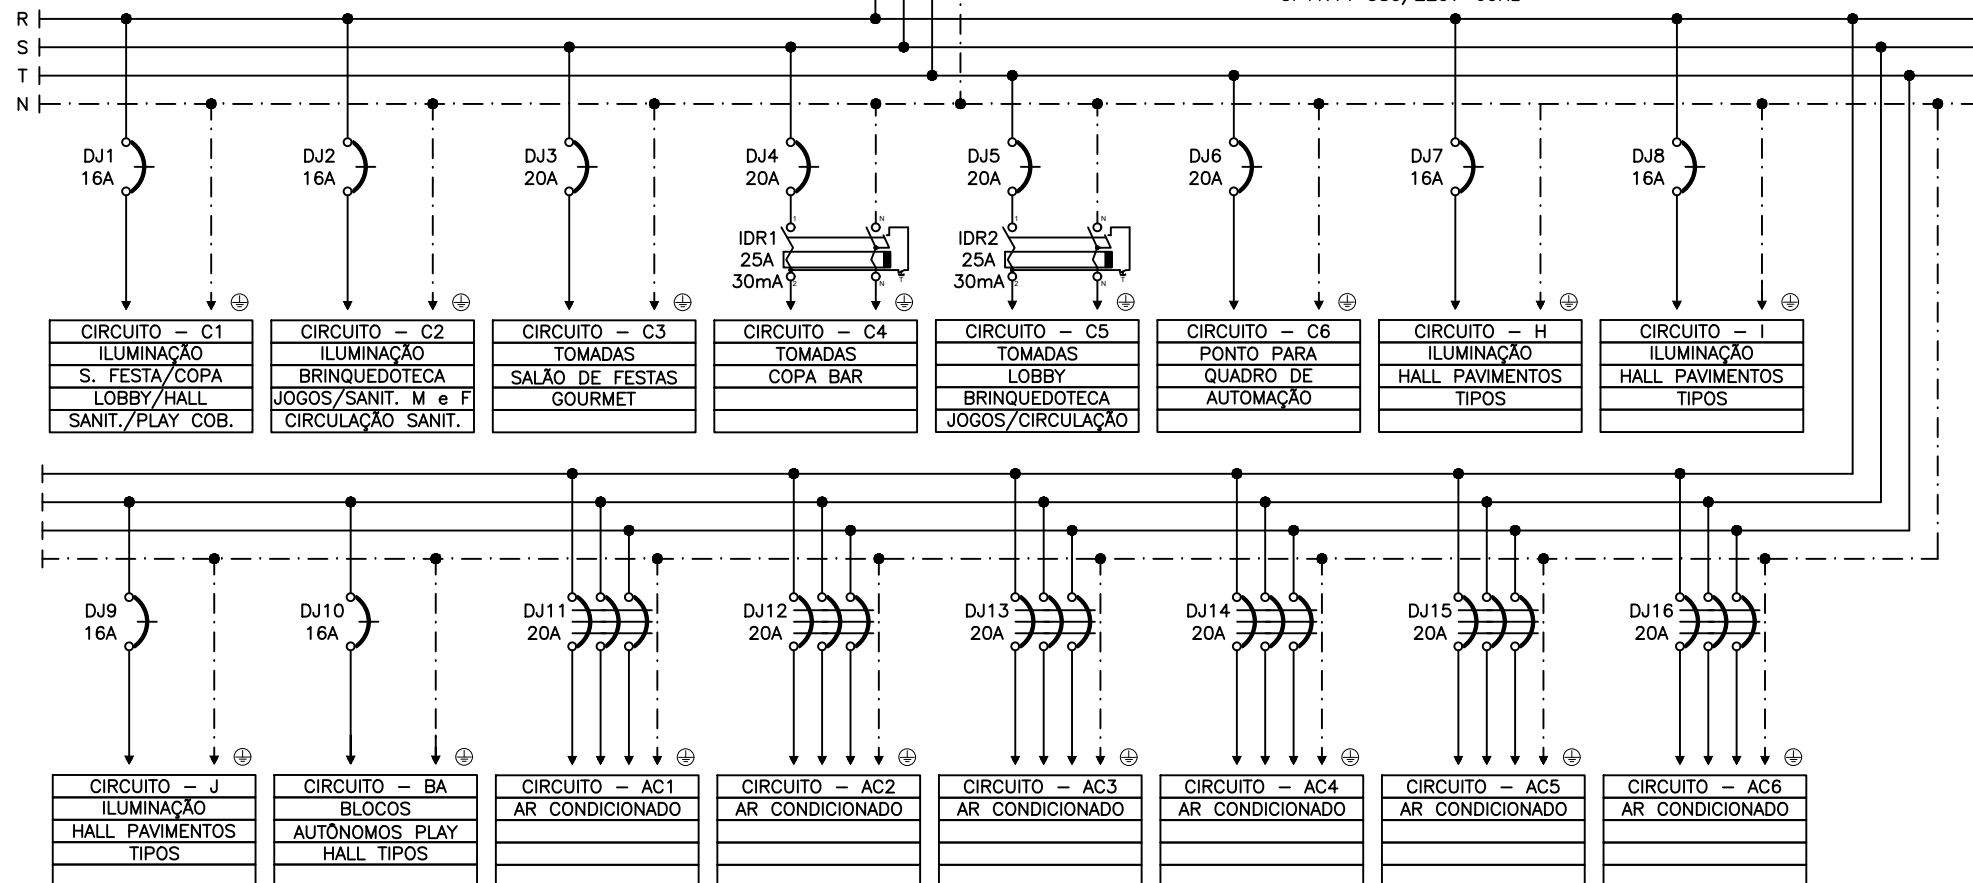 R
S
T
N
DJ1
16A
DJ2
16A
DJ3
20A
DJ4
20A
DJ5
20A
DJ6
20A
DJ7
16A
DJ8
16A
1
N
IDR1
25A
30mA
2
N
T
1
N
IDR2
25A
30mA
2
N
T
CIRCUITO – C1
ILUMINAÇÃO
S. FESTA/COPA
LOBBY/HALL
SANIT./PLAY COB.
CIRCUITO – C2
ILUMINAÇÃO
BRINQUEDOTECA
JOGOS/SANIT. M e F
CIRCULAÇÃO SANIT.
CIRCUITO – C3
TOMADAS
SALÃO DE FESTAS
GOURMET
CIRCUITO – C4
TOMADAS
COPA BAR
CIRCUITO – C5
TOMADAS
LOBBY
BRINQUEDOTECA
JOGOS/CIRCULAÇÃO
CIRCUITO – C6
PONTO PARA
QUADRO DE
AUTOMAÇÃO
CIRCUITO – H
ILUMINAÇÃO
HALL PAVIMENTOS
TIPOS
CIRCUITO – I
ILUMINAÇÃO
HALL PAVIMENTOS
TIPOS
DJ9
16A
DJ10
16A
DJ11
20A
DJ12
20A
DJ13
20A
DJ14
20A
DJ15
20A
DJ16
20A
CIRCUITO – J
ILUMINAÇÃO
HALL PAVIMENTOS
TIPOS
CIRCUITO – BA
BLOCOS
AUTÔNOMOS PLAY
HALL TIPOS
CIRCUITO – AC1
AR CONDICIONADO
CIRCUITO – AC2
AR CONDICIONADO
CIRCUITO – AC3
AR CONDICIONADO
CIRCUITO – AC4
AR CONDICIONADO
CIRCUITO – AC5
AR CONDICIONADO
CIRCUITO – AC6
AR CONDICIONADO